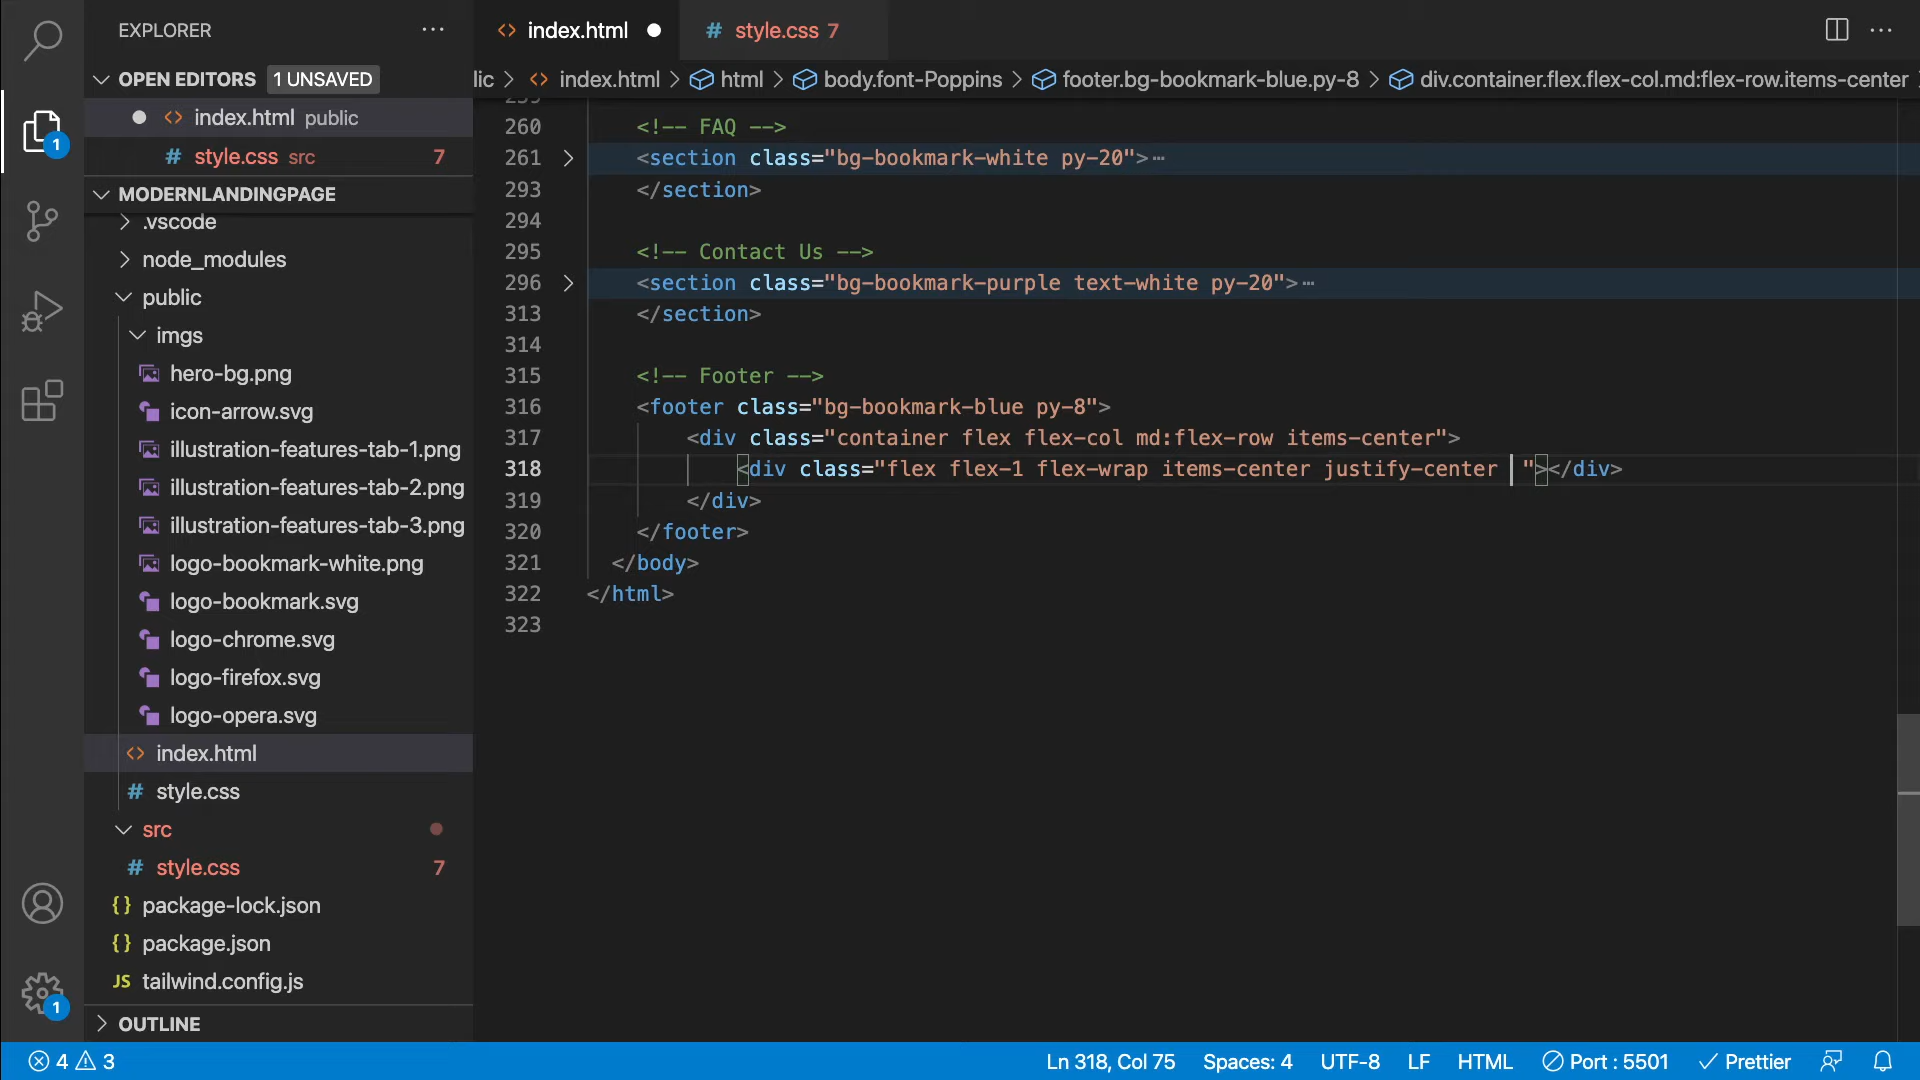 EXPLORER
OPEN EDITORS 1 UNSAVED
index.html public
style.css src 7
MODERNLANDINGPAGE
.vscode
node_modules
public
imgs
hero-bg.png
icon-arrow.svg
illustration-features-tab-1.png
illustration-features-tab-2.png
illustration-features-tab-3.png
logo-bookmark-white.png
logo-bookmark.svg
logo-chrome.svg
logo-firefox.svg
logo-opera.svg
index.html
style.css
src
style.css 7
package-lock.json
package.json
JS tailwind.config.js
OUTLINE
index.html
# style.css 7
lic > index.html > html > body.font-Poppins > footer.bg-bookmark-blue.py-8 > div.container.flex.flex-col.md:flex-row.items-center
259
260 <!-- FAQ -->
261 <section class="bg-bookmark-white py-20">…
293 </section>
294
295 <!-- Contact Us -->
296 <section class="bg-bookmark-purple text-white py-20">…
313 </section>
314
315 <!-- Footer -->
316 <footer class="bg-bookmark-blue py-8">
317 <div class="container flex flex-col md:flex-row items-center">
318 <div class="flex flex-1 flex-wrap items-center justify-center "></div>
319 </div>
320 </footer>
321 </body>
322 </html>
323
1
1
4 3 Ln 318, Col 75 Spaces: 4 UTF-8 LF HTML Port : 5501 Prettier